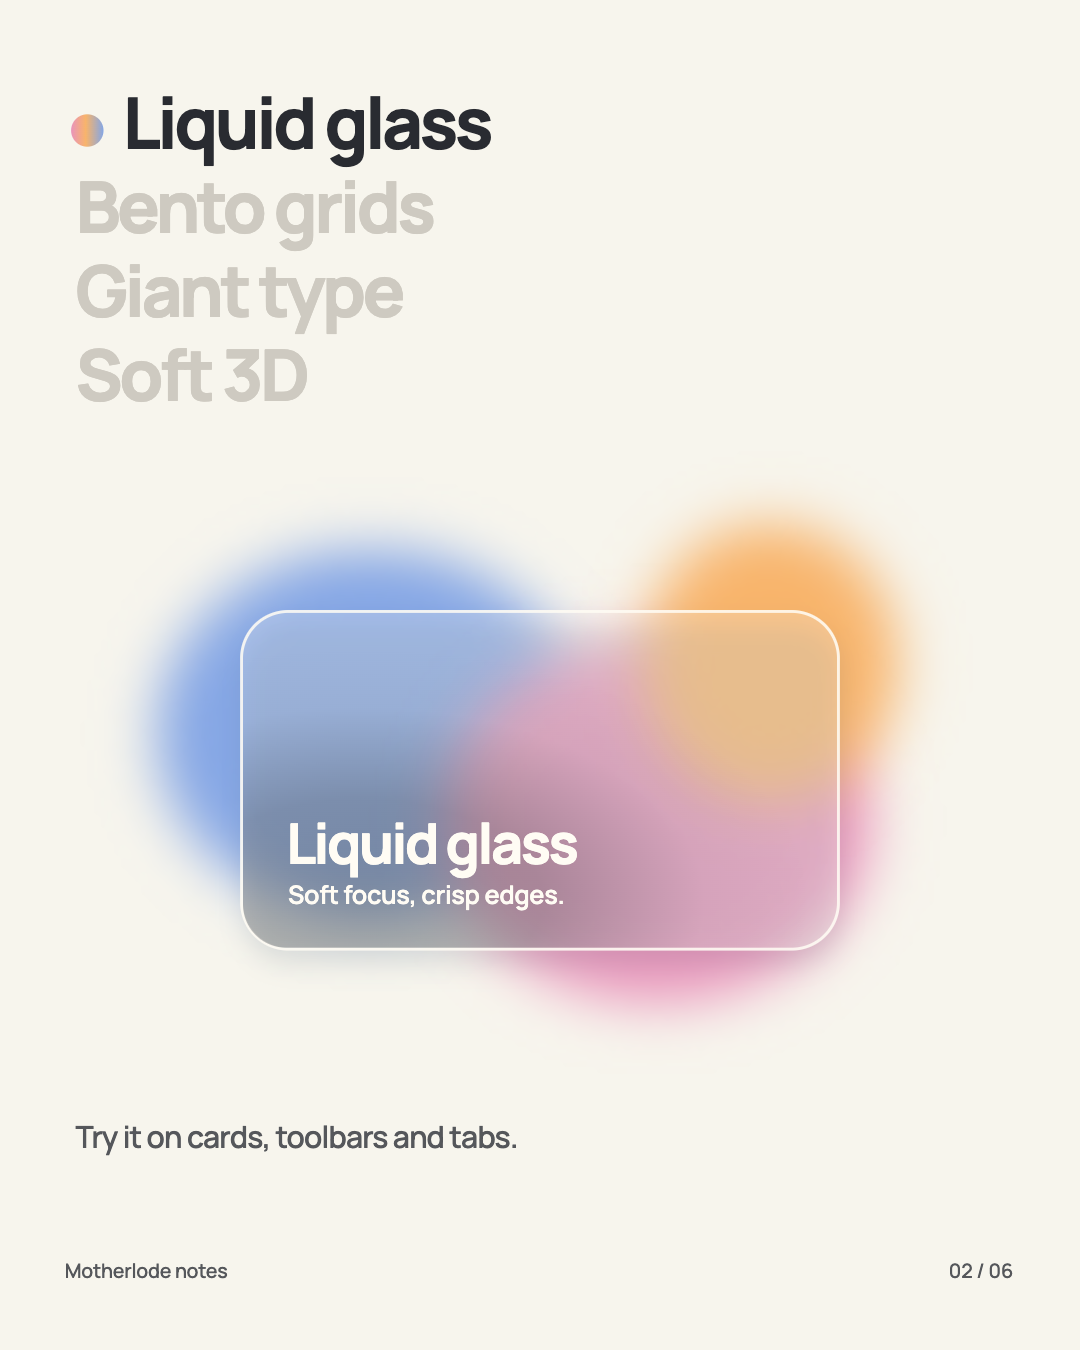 Liquid glass
Bento grids
Giant type
Soft 3D
Liquid glass
Soft focus, crisp edges.
Try it on cards, toolbars and tabs.
Motherlode notes
02 / 06